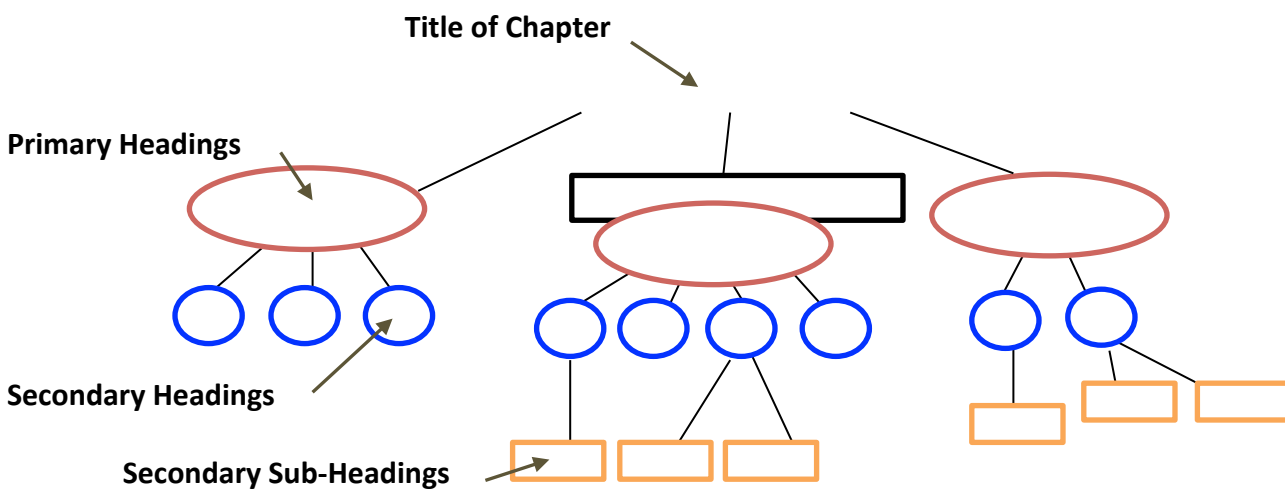 Title of Chapter
Primary Headings
Secondary Headings
Secondary Sub-Headings